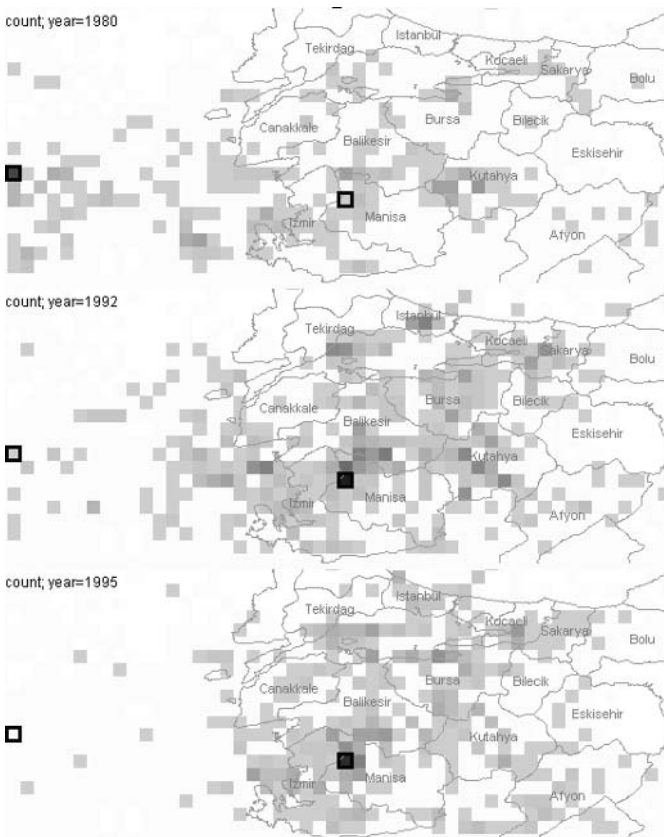 count; year=1980
Istanbul
Tekirdag
Kocaeli
Sakarya
Bolu
Canakkale
Bursa
Bilecik
Balikesir
Eskisehir
Kutahya
Izmir
Manisa
Afyon
count; year=1992
Istanbul
Tekirdag
Kocaeli
Sakarya
Bolu
Canakkale
Bursa
Bilecik
Balikesir
Eskisehir
Kutahya
Izmir
Manisa
Afyon
count; year=1995
Istanbul
Tekirdag
Kocaeli
Sakarya
Bolu
Canakkale
Bursa
Bilecik
Balikesir
Eskisehir
Kutahya
Izmir
Manisa
Afyon